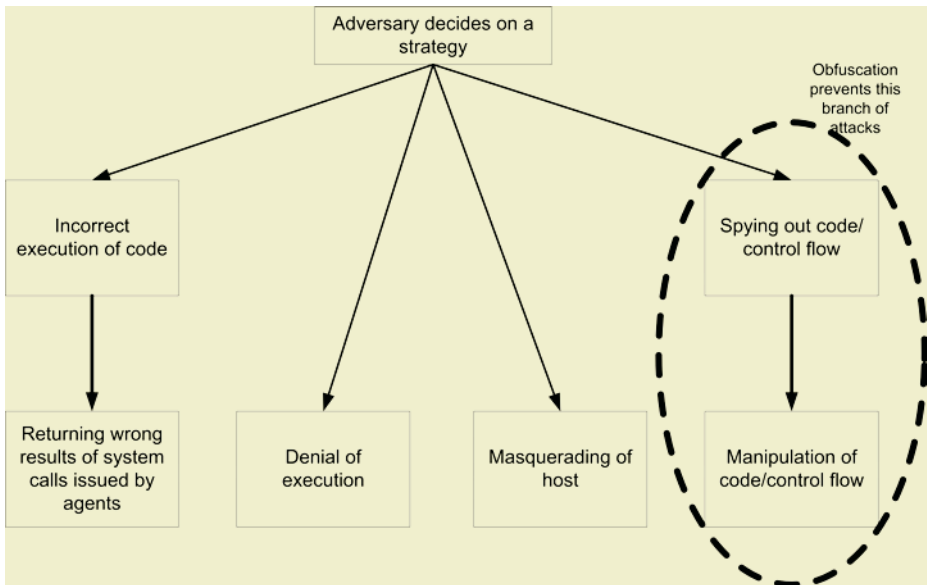 Adversary decides on a
strategy
Obfuscation
prevents this
branch of
attacks
Incorrect
execution of code
Spying out code/
control flow
Returning wrong
results of system
calls issued by
agents
Denial of
execution
Masquerading of
host
Manipulation of
code/control flow